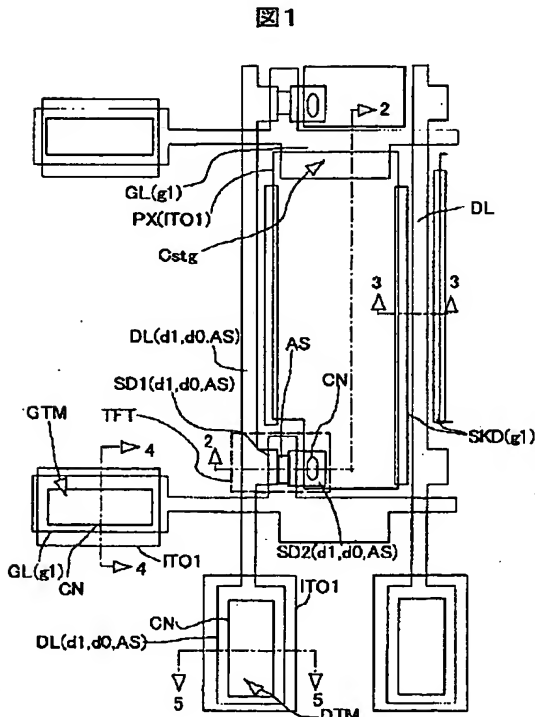 図1
2
GL(g1)
PX(ITO1)
Cstg
DL
3 3
DL(d1,d0.AS)
AS
SD1(d1,d0,AS)
CN
TFT
2
GTM
4
SKD(g1)
4
GL(g1)
ITO1
CN
SD2(d1,d0,AS)
ITO1
CN
DL(d1,d0,AS)
5 5
DTM